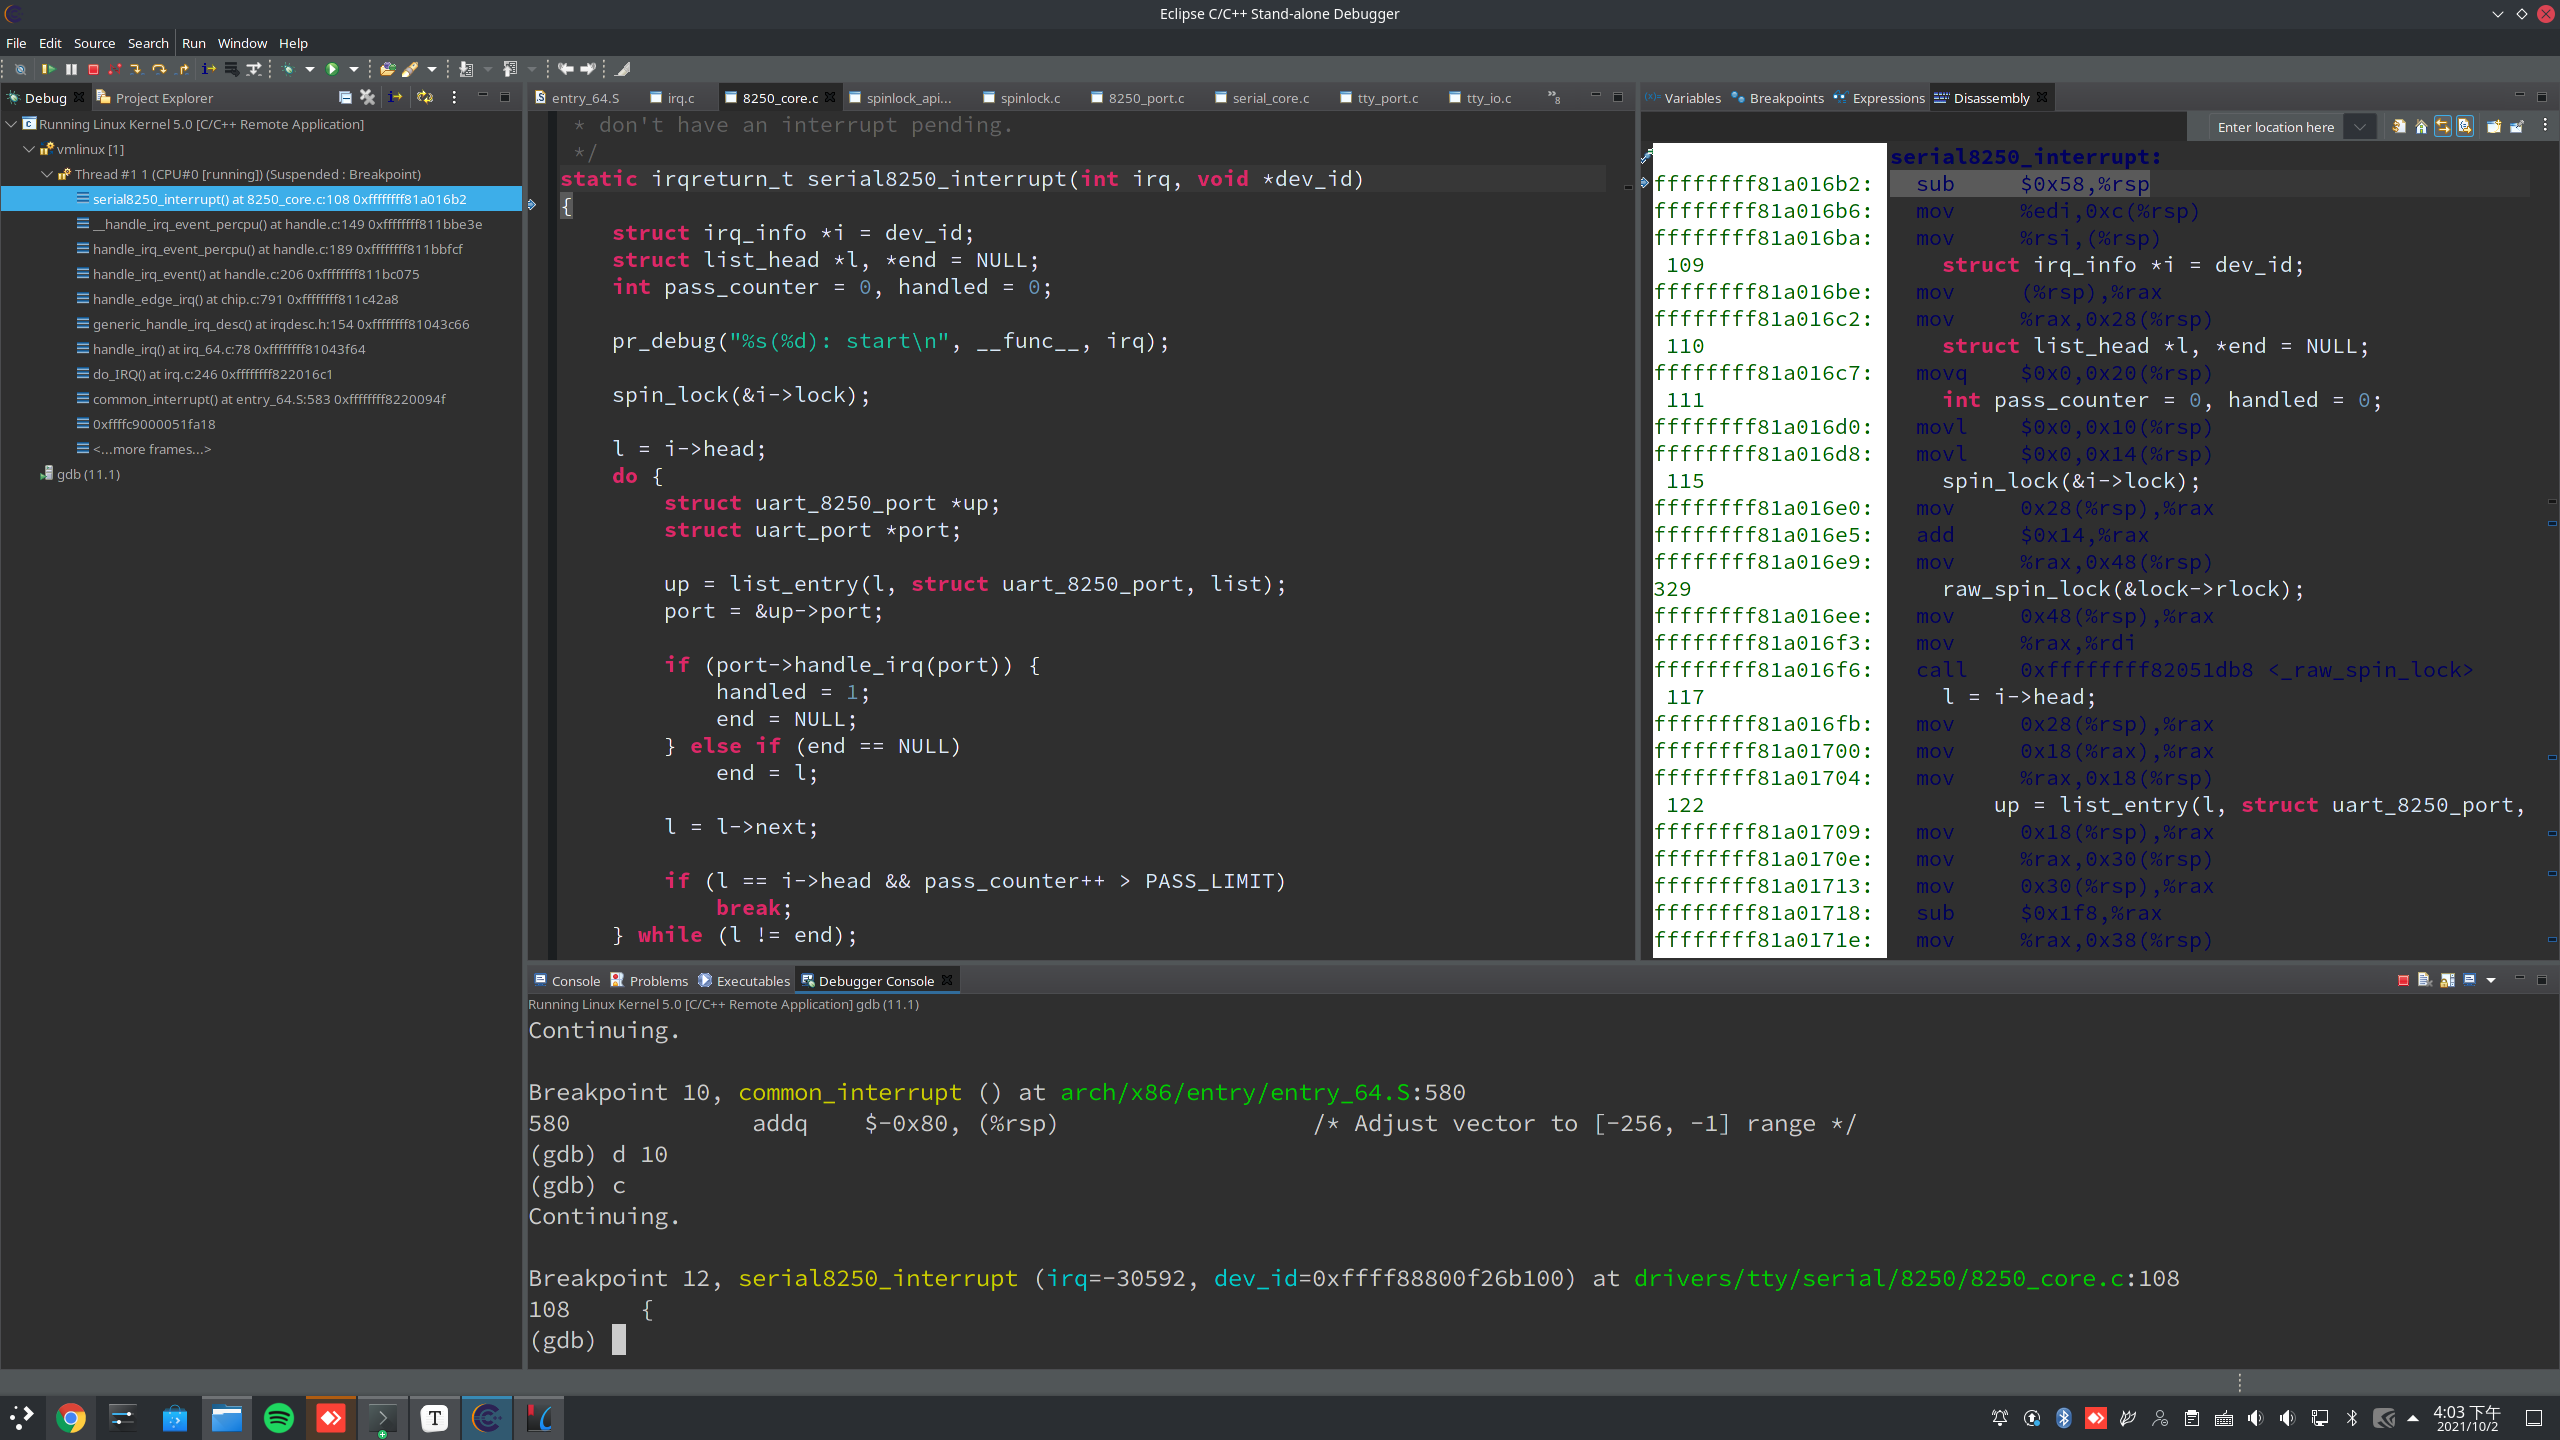 Eclipse C/C++ Stand-alone Debugger
File Edit Source Search Run Window Help
Debug Project Explorer
Running Linux Kernel 5.0 [C/C++ Remote Application]
vmlinux [1]
Thread #1 1 (CPU#0 [running]) (Suspended : Breakpoint)
serial8250_interrupt() at 8250_core.c:108 0xffffffff81a016b2
__handle_irq_event_percpu() at handle.c:149 0xffffffff811bbe3e
handle_irq_event_percpu() at handle.c:189 0xffffffff811bbfcf
handle_irq_event() at handle.c:206 0xffffffff811bc075
handle_edge_irq() at chip.c:791 0xffffffff811c42a8
generic_handle_irq_desc() at irqdesc.h:154 0xffffffff81043c66
handle_irq() at irq_64.c:78 0xffffffff81043f64
do_IRQ() at irq.c:246 0xffffffff822016c1
common_interrupt() at entry_64.S:583 0xffffffff8220094f
0xffffc9000051fa18
<...more frames...>
gdb (11.1)
entry_64.S irq.c 8250_core.c spinlock_api... spinlock.c 8250_port.c serial_core.c tty_port.c tty_io.c »8
 * don't have an interrupt pending.
 */
static irqreturn_t serial8250_interrupt(int irq, void *dev_id)
{
    struct irq_info *i = dev_id;
    struct list_head *l, *end = NULL;
    int pass_counter = 0, handled = 0;
    pr_debug("%s(%d): start\n", __func__, irq);
    spin_lock(&i->lock);
    l = i->head;
    do {
        struct uart_8250_port *up;
        struct uart_port *port;
        up = list_entry(l, struct uart_8250_port, list);
        port = &up->port;
        if (port->handle_irq(port)) {
            handled = 1;
            end = NULL;
        } else if (end == NULL)
            end = l;
        l = l->next;
        if (l == i->head && pass_counter++ > PASS_LIMIT)
            break;
    } while (l != end);
Variables Breakpoints Expressions Disassembly
Enter location here
serial8250_interrupt:
ffffffff81a016b2: sub $0x58,%rsp
ffffffff81a016b6: mov %edi,0xc(%rsp)
ffffffff81a016ba: mov %rsi,(%rsp)
109 struct irq_info *i = dev_id;
ffffffff81a016be: mov (%rsp),%rax
ffffffff81a016c2: mov %rax,0x28(%rsp)
110 struct list_head *l, *end = NULL;
ffffffff81a016c7: movq $0x0,0x20(%rsp)
111 int pass_counter = 0, handled = 0;
ffffffff81a016d0: movl $0x0,0x10(%rsp)
ffffffff81a016d8: movl $0x0,0x14(%rsp)
115 spin_lock(&i->lock);
ffffffff81a016e0: mov 0x28(%rsp),%rax
ffffffff81a016e5: add $0x14,%rax
ffffffff81a016e9: mov %rax,0x48(%rsp)
329 raw_spin_lock(&lock->rlock);
ffffffff81a016ee: mov 0x48(%rsp),%rax
ffffffff81a016f3: mov %rax,%rdi
ffffffff81a016f6: call 0xffffffff82051db8 <_raw_spin_lock>
117 l = i->head;
ffffffff81a016fb: mov 0x28(%rsp),%rax
ffffffff81a01700: mov 0x18(%rax),%rax
ffffffff81a01704: mov %rax,0x18(%rsp)
122 up = list_entry(l, struct uart_8250_port,
ffffffff81a01709: mov 0x18(%rsp),%rax
ffffffff81a0170e: mov %rax,0x30(%rsp)
ffffffff81a01713: mov 0x30(%rsp),%rax
ffffffff81a01718: sub $0x1f8,%rax
ffffffff81a0171e: mov %rax,0x38(%rsp)
Console Problems Executables Debugger Console
Running Linux Kernel 5.0 [C/C++ Remote Application] gdb (11.1)
Continuing.
Breakpoint 10, common_interrupt () at arch/x86/entry/entry_64.S:580
580 addq $-0x80, (%rsp) /* Adjust vector to [-256, -1] range */
(gdb) d 10
(gdb) c
Continuing.
Breakpoint 12, serial8250_interrupt (irq=-30592, dev_id=0xffff88800f26b100) at drivers/tty/serial/8250/8250_core.c:108
108 {
(gdb)
4:03 下午
2021/10/2